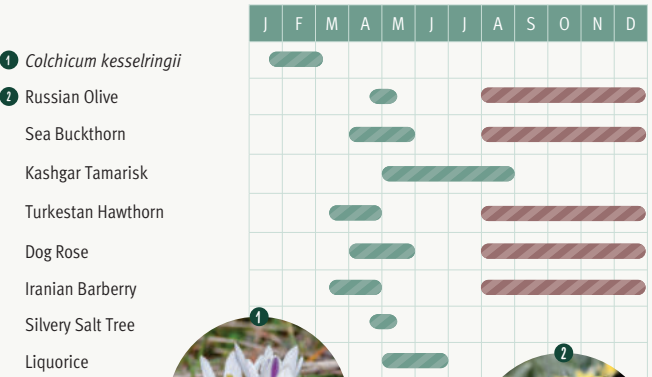 J F M A M J J A S O N D
1 Colchicum kesselringii
2 Russian Olive
Sea Buckthorn
Kashgar Tamarisk
Turkestan Hawthorn
Dog Rose
Iranian Barberry
Silvery Salt Tree
1
Liquorice
2